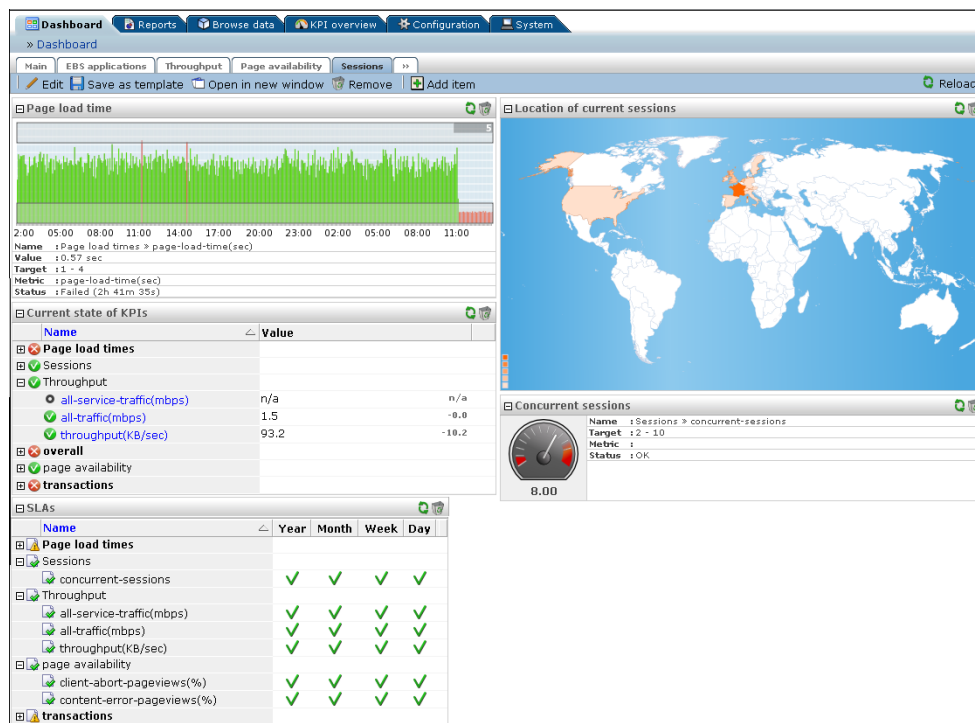 Dashboard Reports Browse data KPI overview Configuration System
» Dashboard
Main EBS applications Throughput Page availability Sessions »
Edit Save as template Open in new window Remove Add item Reload
Page load time
5
2:00 05:00 08:00 11:00 14:00 17:00 20:00 23:00 02:00 05:00 08:00 11:00
Name :Page load times » page-load-time(sec)
Value :0.57 sec
Target :1 - 4
Metric :page-load-time(sec)
Status :Failed (2h 41m 35s)
Location of current sessions
Current state of KPIs
Name Value
Page load times
Sessions
Throughput
all-service-traffic(mbps) n/a n/a
all-traffic(mbps) 1.5 -0.0
throughput(KB/sec) 93.2 -10.2
overall
page availability
transactions
Concurrent sessions
Name :Sessions » concurrent-sessions
Target :2 - 10
Metric :
Status :OK
8.00
SLAs
Name Year Month Week Day
Page load times
Sessions
concurrent-sessions
Throughput
all-service-traffic(mbps)
all-traffic(mbps)
throughput(KB/sec)
page availability
client-abort-pageviews(%)
content-error-pageviews(%)
transactions